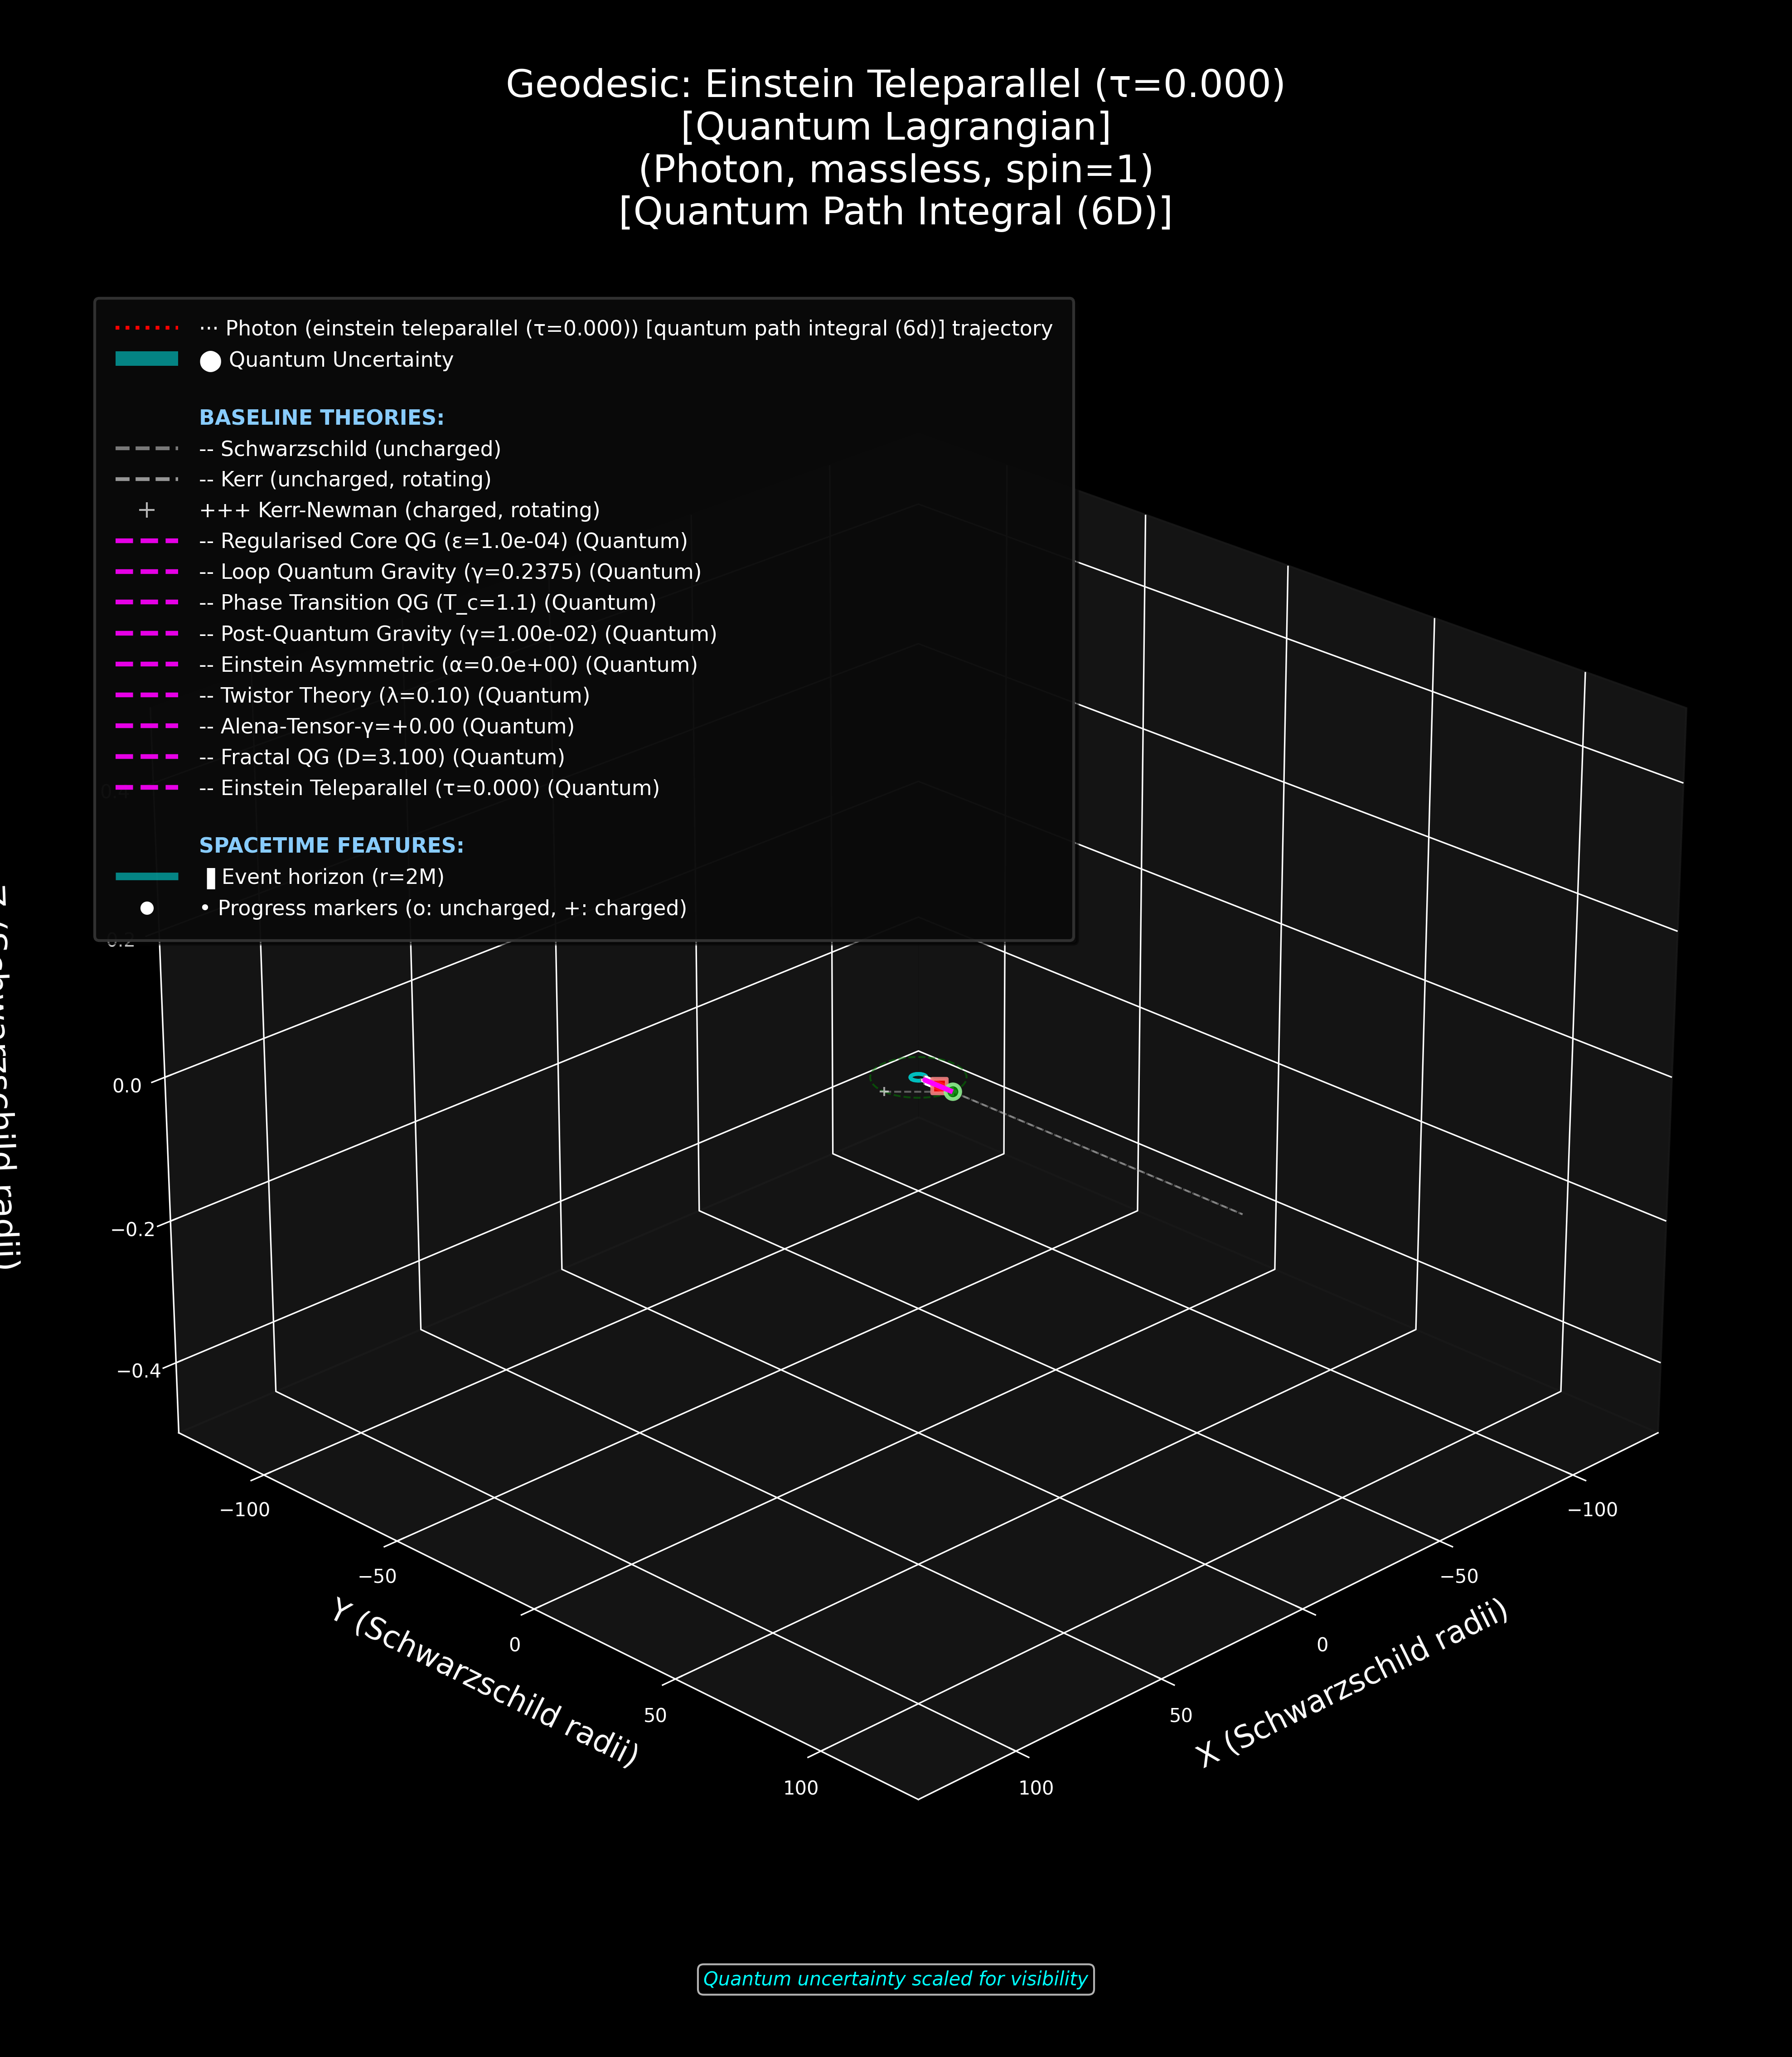 Geodesic: Einstein Teleparallel (τ=0.000)
[Quantum Lagrangian]
(Photon, massless, spin=1)
[Quantum Path Integral (6D)]
··· Photon (einstein teleparallel (τ=0.000)) [quantum path integral (6d)] trajectory
● Quantum Uncertainty
BASELINE THEORIES:
-- Schwarzschild (uncharged)
-- Kerr (uncharged, rotating)
+++ Kerr-Newman (charged, rotating)
-- Regularised Core QG (ε=1.0e-04) (Quantum)
-- Loop Quantum Gravity (γ=0.2375) (Quantum)
-- Phase Transition QG (T_c=1.1) (Quantum)
-- Post-Quantum Gravity (γ=1.00e-02) (Quantum)
-- Einstein Asymmetric (α=0.0e+00) (Quantum)
-- Twistor Theory (λ=0.10) (Quantum)
-- Alena-Tensor-γ=+0.00 (Quantum)
-- Fractal QG (D=3.100) (Quantum)
-- Einstein Teleparallel (τ=0.000) (Quantum)
SPACETIME FEATURES:
▐ Event horizon (r=2M)
• Progress markers (o: uncharged, +: charged)
0.2
0.0
−0.2
−0.4
Z (Schwarzschild radii)
−100
−50
0
50
100
Y (Schwarzschild radii)
100
50
0
−50
−100
X (Schwarzschild radii)
Quantum uncertainty scaled for visibility